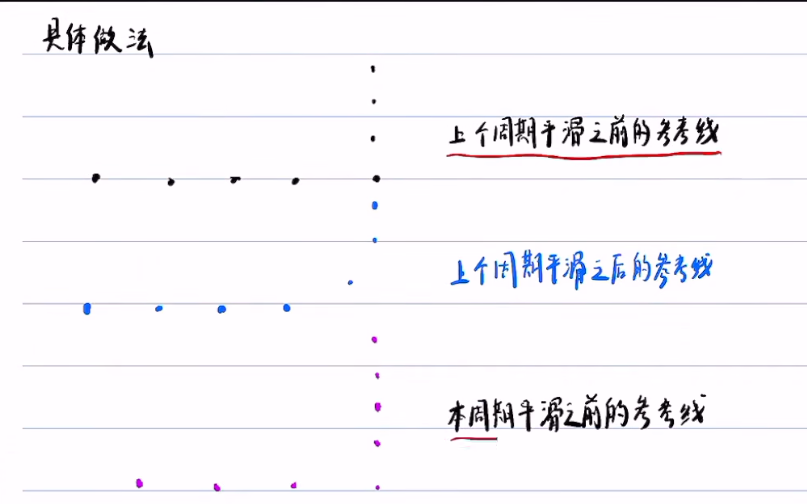 具体做法
上个周期平滑之前的参考线
上个周期平滑之后的参考线
本周期平滑之前的参考线